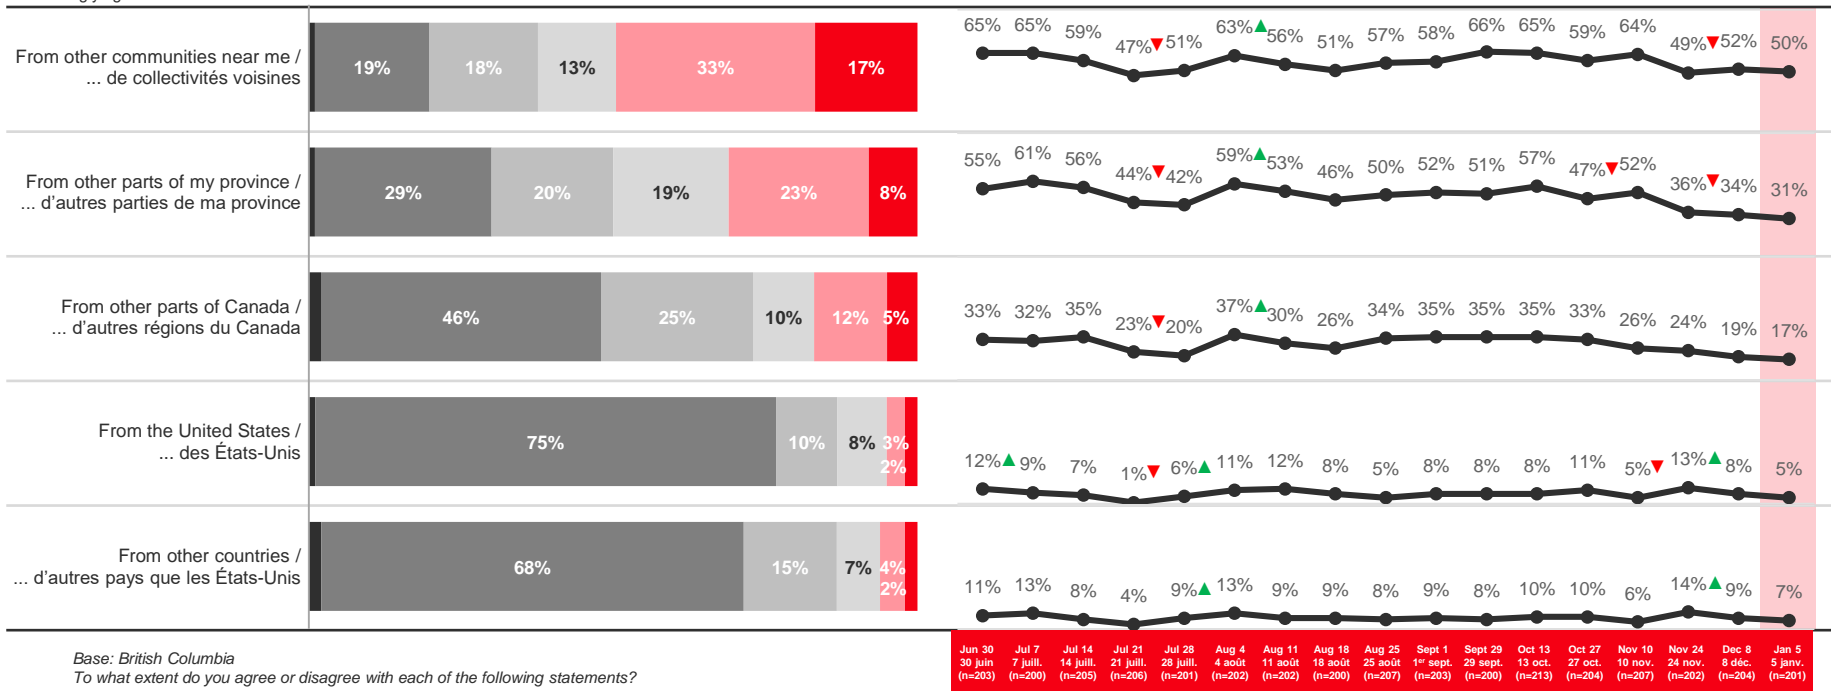 From other communities near me /
... de collectivités voisines
19% 18% 13% 33% 17%
65% 65% 59% 47%▼ 51% 63%▲ 56% 51% 57% 58% 66% 65% 59% 64% 49%▼ 52% 50%
From other parts of my province /
... d'autres parties de ma province
29% 20% 19% 23% 8%
55% 61% 56% 44%▼ 42% 59%▲ 53% 46% 50% 52% 51% 57% 47%▼ 52% 36%▼ 34% 31%
From other parts of Canada /
... d'autres régions du Canada
46% 25% 10% 12% 5%
33% 32% 35% 23%▼ 20% 37%▲ 30% 26% 34% 35% 35% 35% 33% 26% 24% 19% 17%
From the United States /
... des États-Unis
75% 10% 8% 3%
2%
12%▲ 9% 7% 1%▼ 6%▲ 11% 12% 8% 5% 8% 8% 8% 11% 5%▼ 13%▲ 8% 5%
From other countries /
... d'autres pays que les États-Unis
68% 15% 7% 4%
2%
11% 13% 8% 4% 9%▲ 13% 9% 9% 8% 9% 8% 10% 10% 6% 14%▲ 9% 7%
Jun 30 Jul 7 Jul 14 Jul 21 Jul 28 Aug 4 Aug 11 Aug 18 Aug 25 Sept 1 Sept 29 Oct 13 Oct 27 Nov 10 Nov 24 Dec 8 Jan 5
30 juin 7 juill. 14 juill. 21 juill. 28 juill. 4 août 11 août 18 août 25 août 1er sept. 29 sept. 13 oct. 27 oct. 10 nov. 24 nov. 8 déc. 5 janv.
(n=203) (n=200) (n=205) (n=206) (n=201) (n=202) (n=202) (n=200) (n=207) (n=203) (n=200) (n=213) (n=204) (n=207) (n=202) (n=204) (n=201)
Base: British Columbia
To what extent do you agree or disagree with each of the following statements?